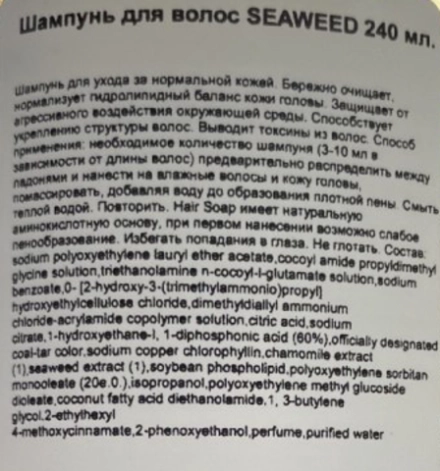 Шампунь для волос SEAWEED 240 мл.
Шампунь для ухода за нормальной кожей. Бережно очищает,
нормализует гидролипидный баланс кожи головы. Защищает от
агрессивного воздействия окружающей среды. Способствует
укреплению структуры волос. Выводит токсины из волос. Способ
применения: необходимое количество шампуня (3-10 мл в
зависимости от длины волос) предварительно распределить между
ладонями и нанести на влажные волосы и кожу головы,
помассировать, добавляя воду до образования плотной пены. Смыть
теплой водой. Повторить. Hair Soap имеет натуральную
аминокислотную основу, при первом нанесении возможно слабое
пенообразование. Избегать попадания в глаза. Не глотать. Состав:
sodium polyoxyethylene lauryl ether acetate,cocoyl amide propyldimethyl
glycine solution,triethanolamine n-cocoyl-l-glutamate solution,sodium
benzoate,0- [2-hydroxy-3-(trimethylammonio)propyl]
hydroxyethylcellulose chloride,dimethyldiallyl ammonium
chloride-acrylamide copolymer solution,citric acid,sodium
citrate,1-hydroxyethane-l, 1-diphosphonic acid (60%),officially designated
coal-tar color,sodium copper chlorophyllin,chamomile extract
(1),seaweed extract (1),soybean phospholipid,polyoxyethylene sorbitan
monooleate (20e.0.),isopropanol,polyoxyethylene methyl glucoside
dioleate,coconut fatty acid diethanolamide,1, 3-butylene
glycol,2-ethylhexyl
4-methoxycinnamate,2-phenoxyethanol,perfume,purified water